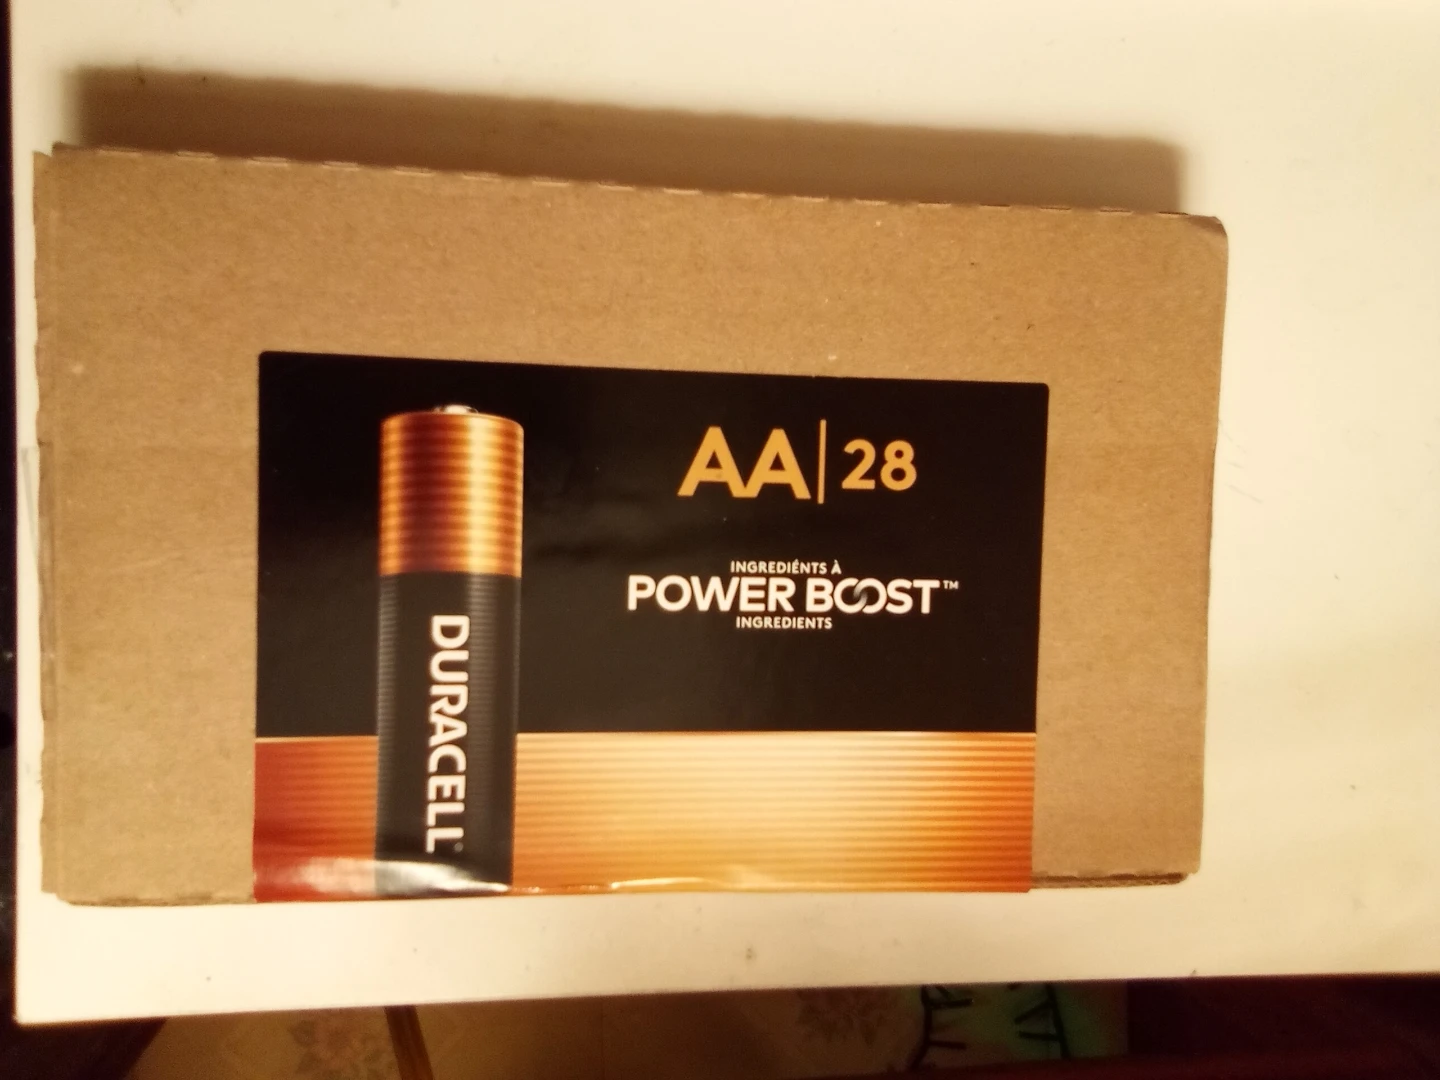 AA|28
INGREDIÉNTS À
POWER BOOST™
INGREDIENTS
DURACELL